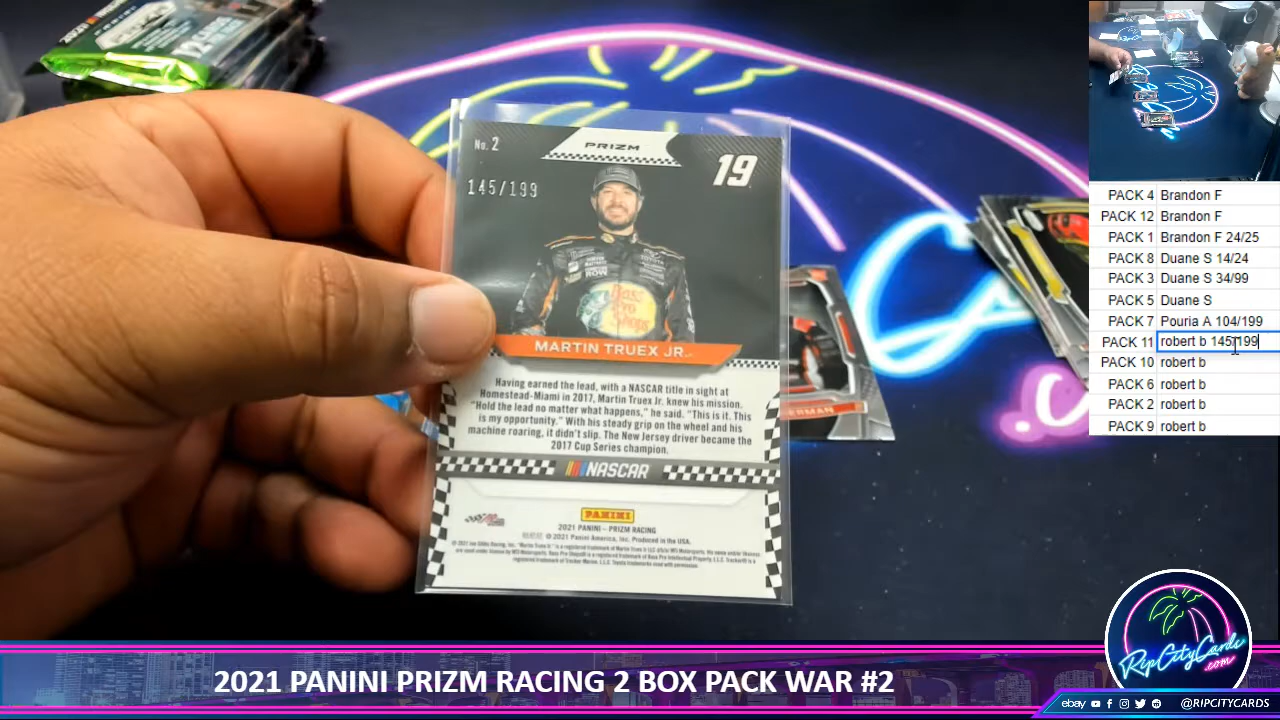 No. 2
PRIZM
19
145/199
MARTIN TRUEX JR.
Having earned the lead, with a NASCAR title in sight at
Homestead-Miami in 2017, Martin Truex Jr. knew his mission.
"Hold the lead no matter what happens," he said. "This is it. This
is my opportunity." With his steady grip on the wheel and his
machine roaring, it didn't slip. The New Jersey driver became the
2017 Cup Series champion.
NASCAR
PANINI
2021 PANINI – PRIZM RACING
© 2021 Panini America, Inc. Produced in the USA.
Bass
Pro
Shops
TOYOTA
ERMAN
PACK 4 Brandon F
PACK 12 Brandon F
PACK 1 Brandon F 24/25
PACK 8 Duane S 14/24
PACK 3 Duane S 34/99
PACK 5 Duane S
PACK 7 Pouria A 104/199
PACK 11 robert b 145/199
PACK 10 robert b
PACK 6 robert b
PACK 2 robert b
PACK 9 robert b
RipCityCards
.com
2021 PANINI PRIZM RACING 2 BOX PACK WAR #2
ebay @RIPCITYCARDS